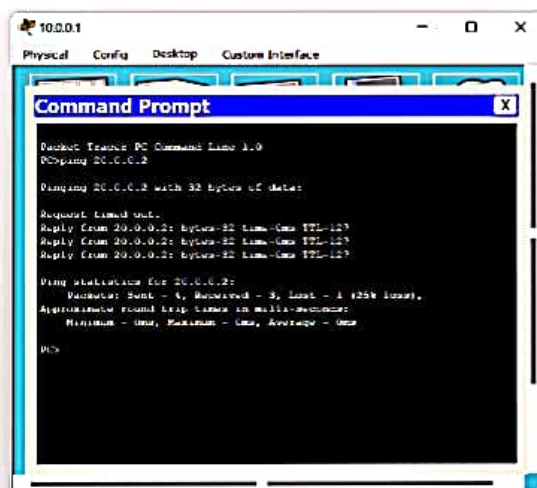 10.0.0.1
Physical Config Desktop Custom Interface
Command Prompt X
Packet Tracer PC Command Line 1.0
PC>ping 20.0.0.2
Pinging 20.0.0.2 with 32 bytes of data:
Request timed out.
Reply from 20.0.0.2: bytes=32 time=0ms TTL=127
Reply from 20.0.0.2: bytes=32 time=0ms TTL=127
Reply from 20.0.0.2: bytes=32 time=0ms TTL=127
Ping statistics for 20.0.0.2:
Packets: Sent = 4, Received = 3, Lost = 1 (25% loss),
Approximate round trip times in milli-seconds:
Minimum = 0ms, Maximum = 0ms, Average = 0ms
PC>